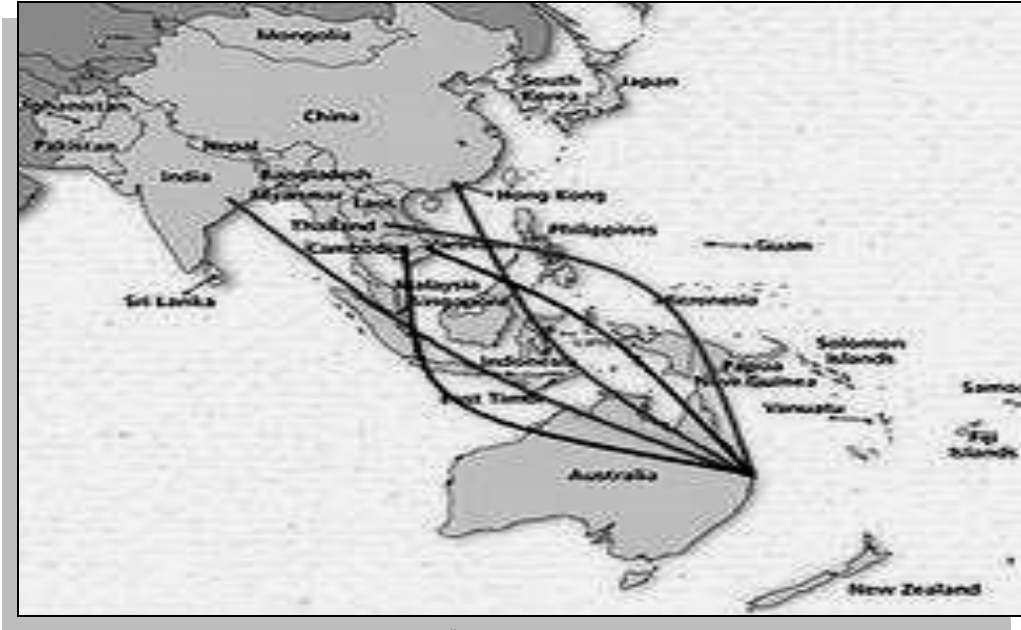 Mongolia
South
Korea
Japan
Afghanistan
China
Pakistan
Nepal
India
Bangladesh
Myanmar
Laos
Hong Kong
Thailand
Philippines
Cambodia
Guam
Malaysia
Singapore
Sri Lanka
Micronesia
Solomon
Islands
Indonesia
Papua
New Guinea
Samoa
East Timor
Vanuatu
Fiji
Islands
Australia
New Zealand